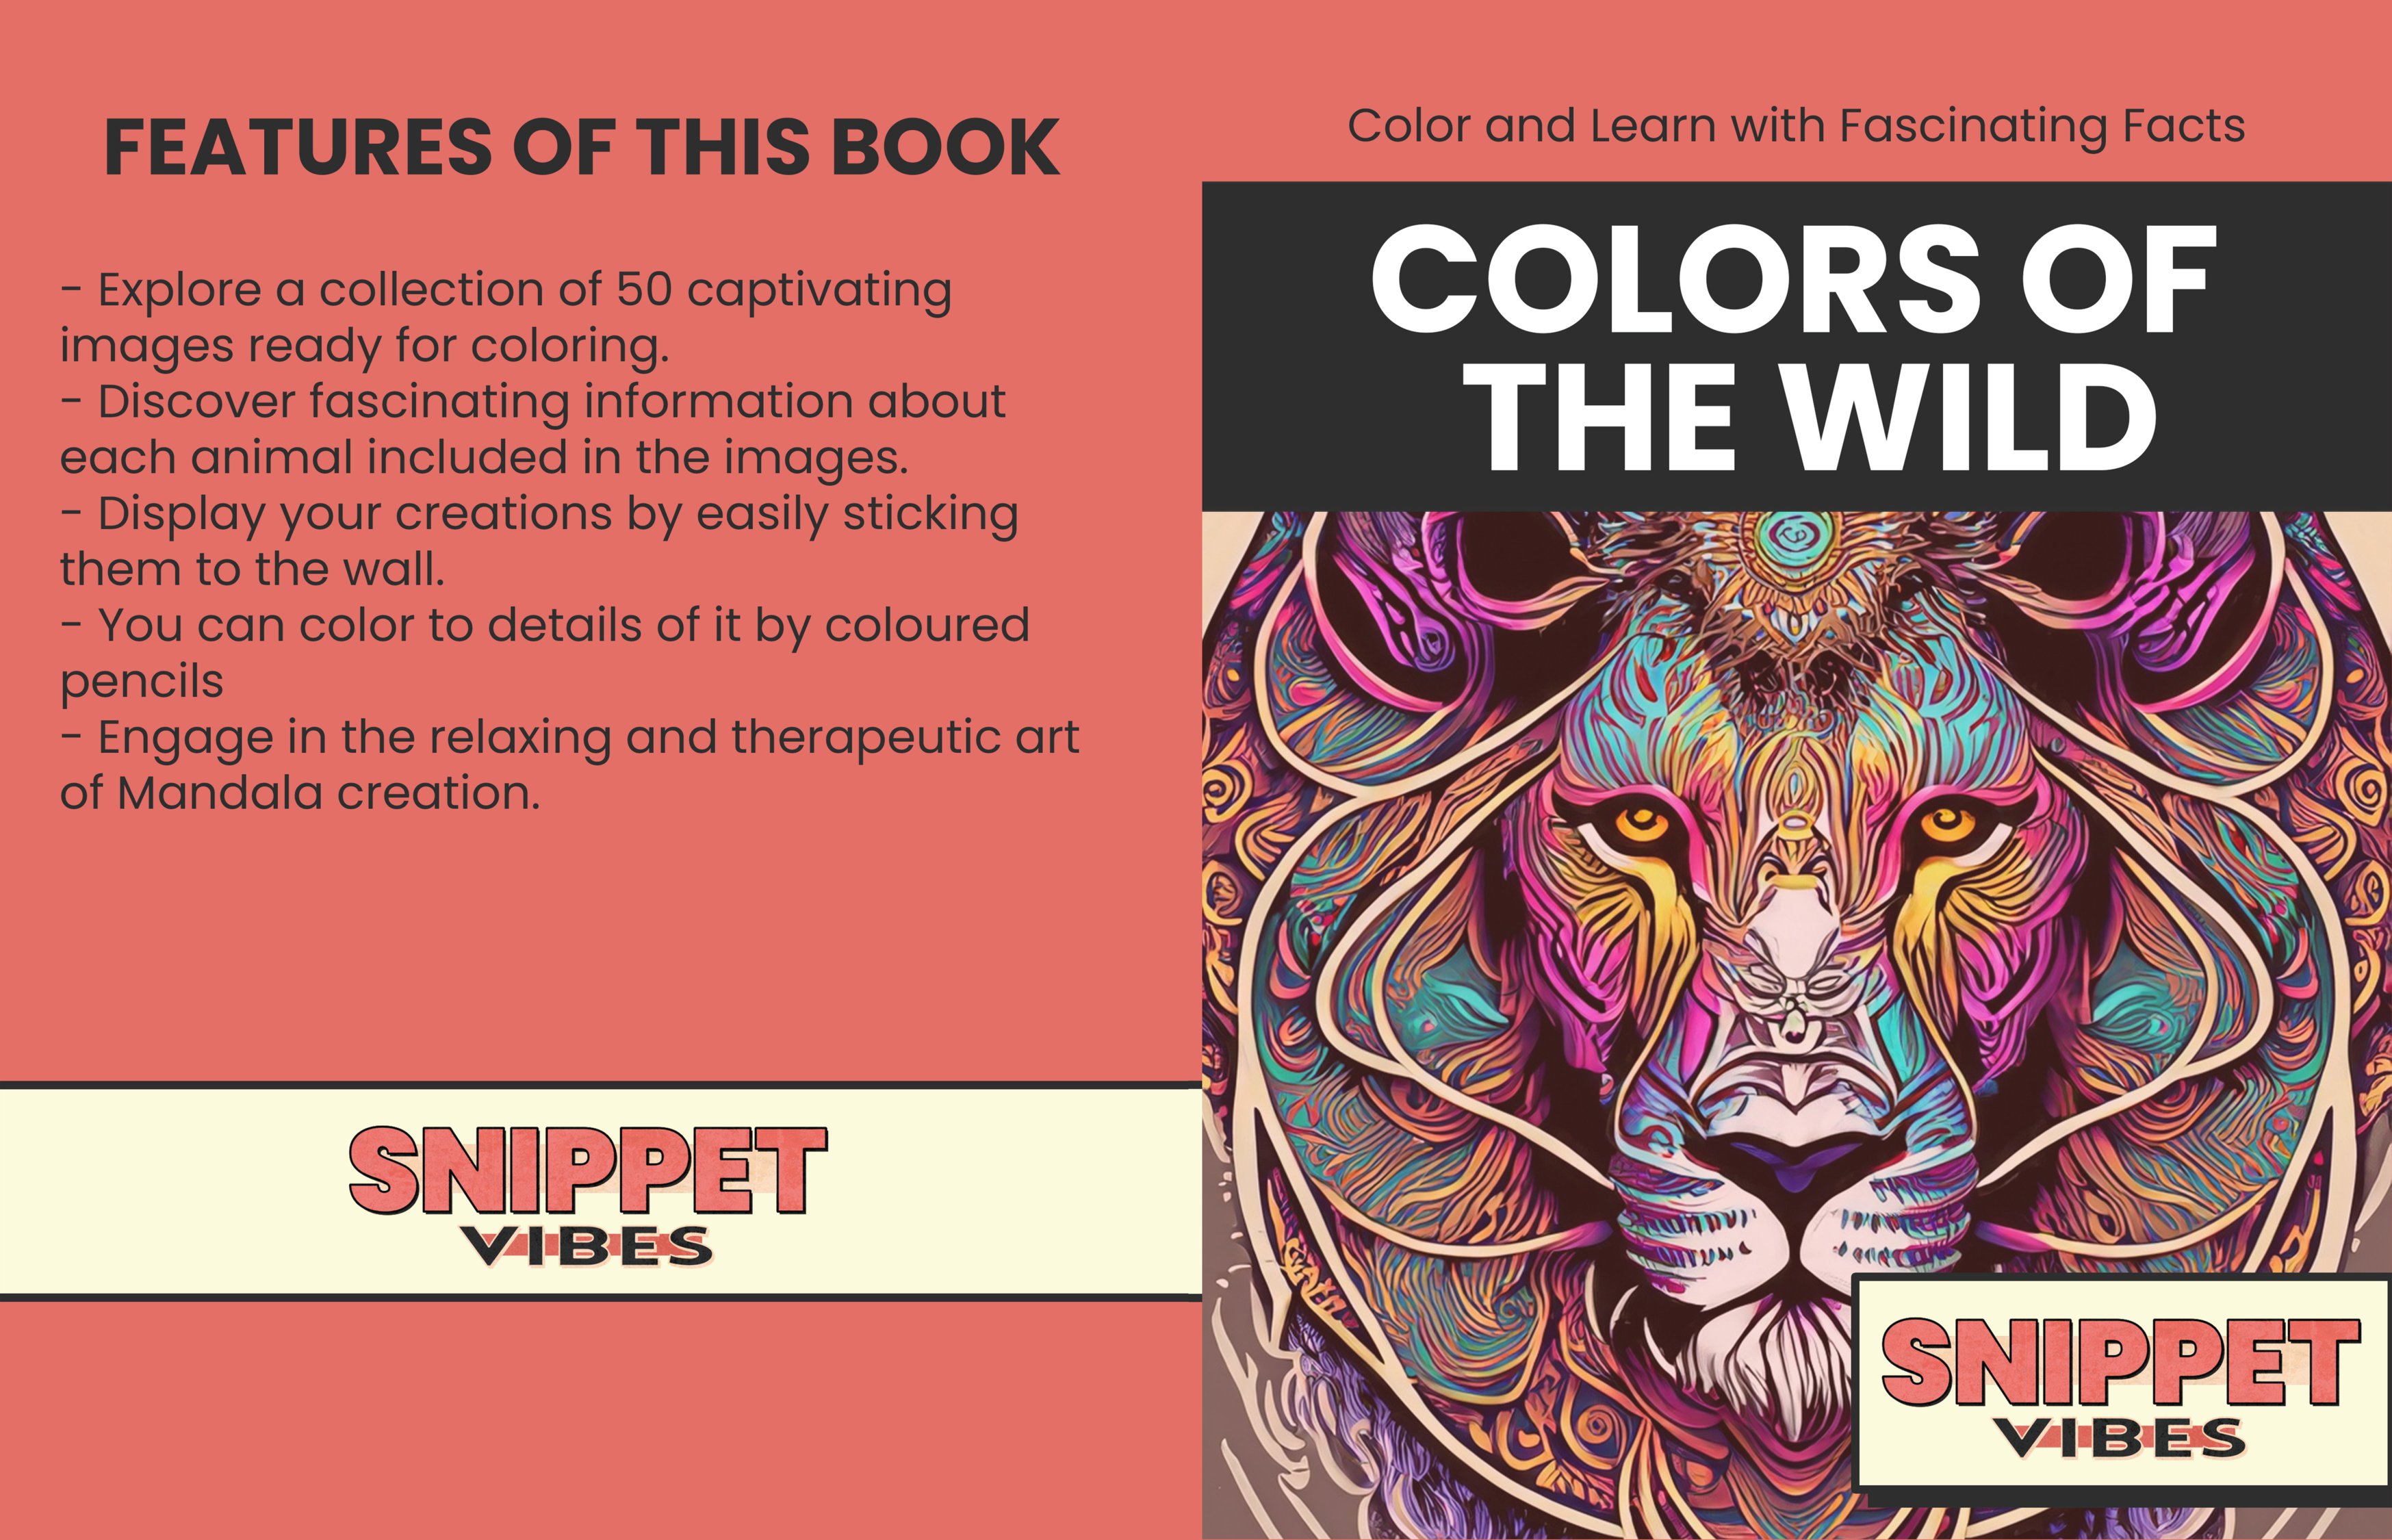 FEATURES OF THIS BOOK
- Explore a collection of 50 captivating
images ready for coloring.
- Discover fascinating information about
each animal included in the images.
- Display your creations by easily sticking
them to the wall.
- You can color to details of it by coloured
pencils
- Engage in the relaxing and therapeutic art
of Mandala creation.
SNIPPET
VIBES
Color and Learn with Fascinating Facts
COLORS OF
THE WILD
SNIPPET
VIBES